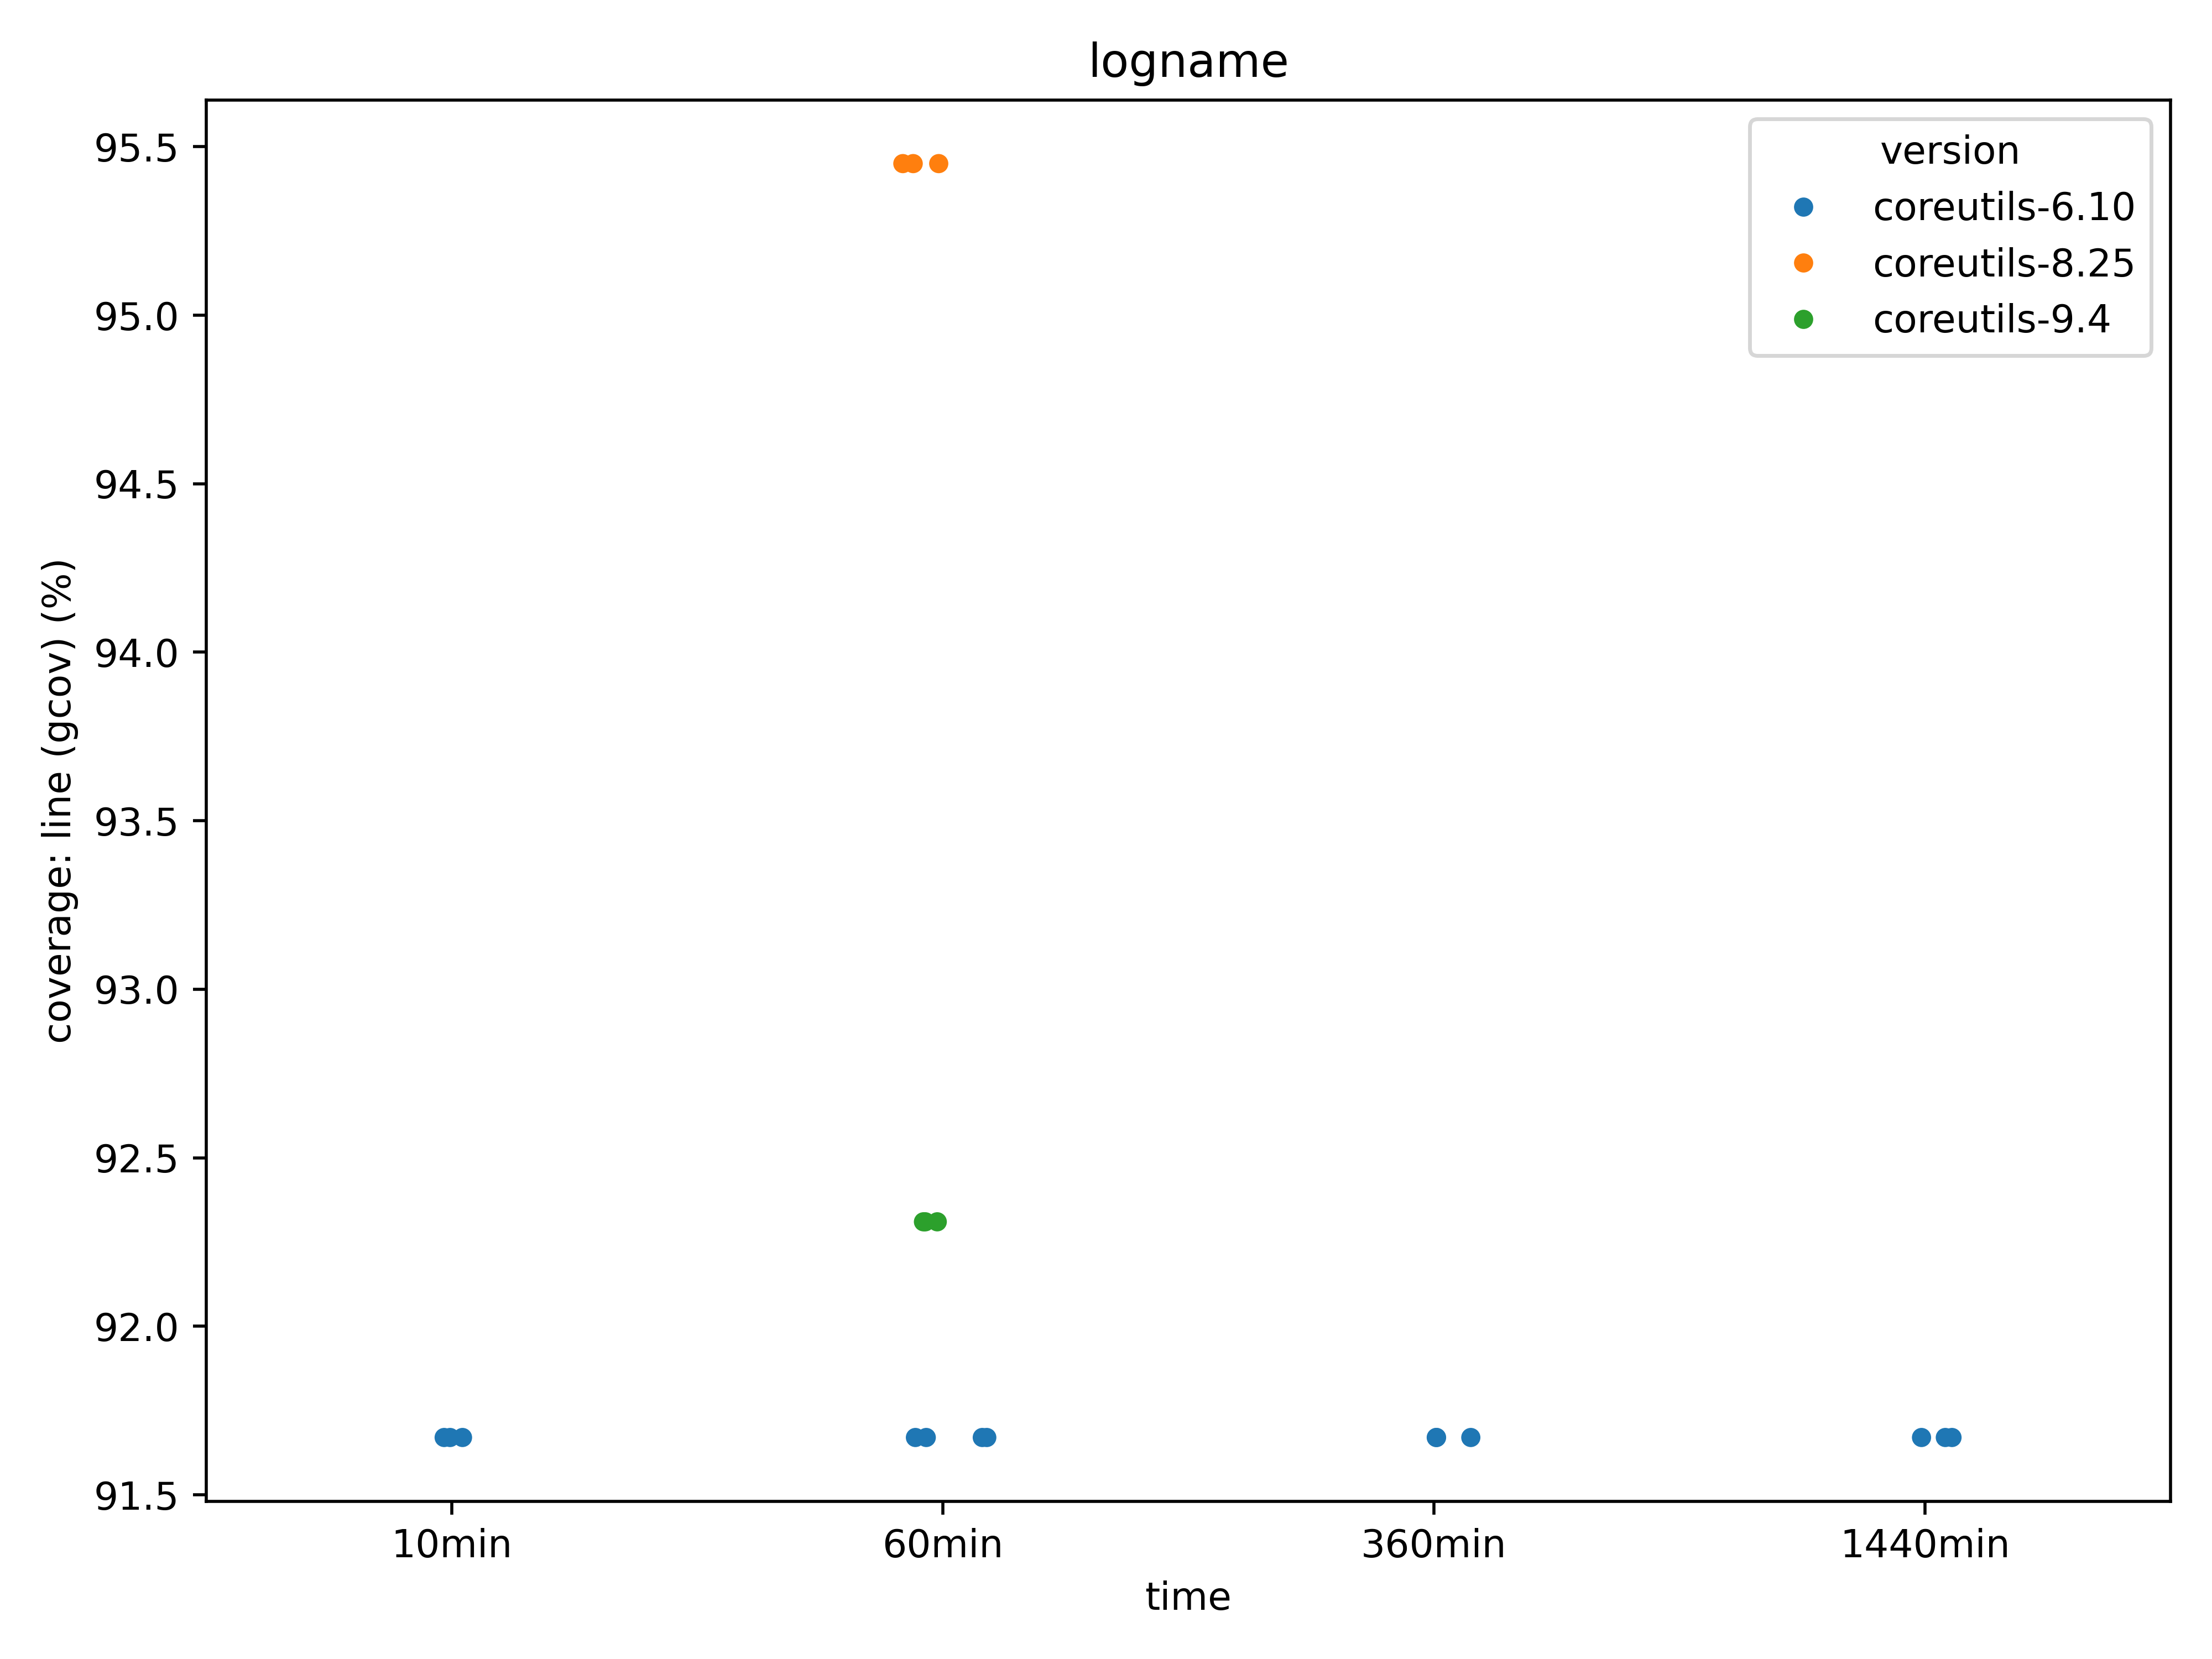 logname
version
coreutils-6.10
coreutils-8.25
coreutils-9.4
coverage: line (gcov) (%)
95.5
95.0
94.5
94.0
93.5
93.0
92.5
92.0
91.5
10min
60min
360min
1440min
time